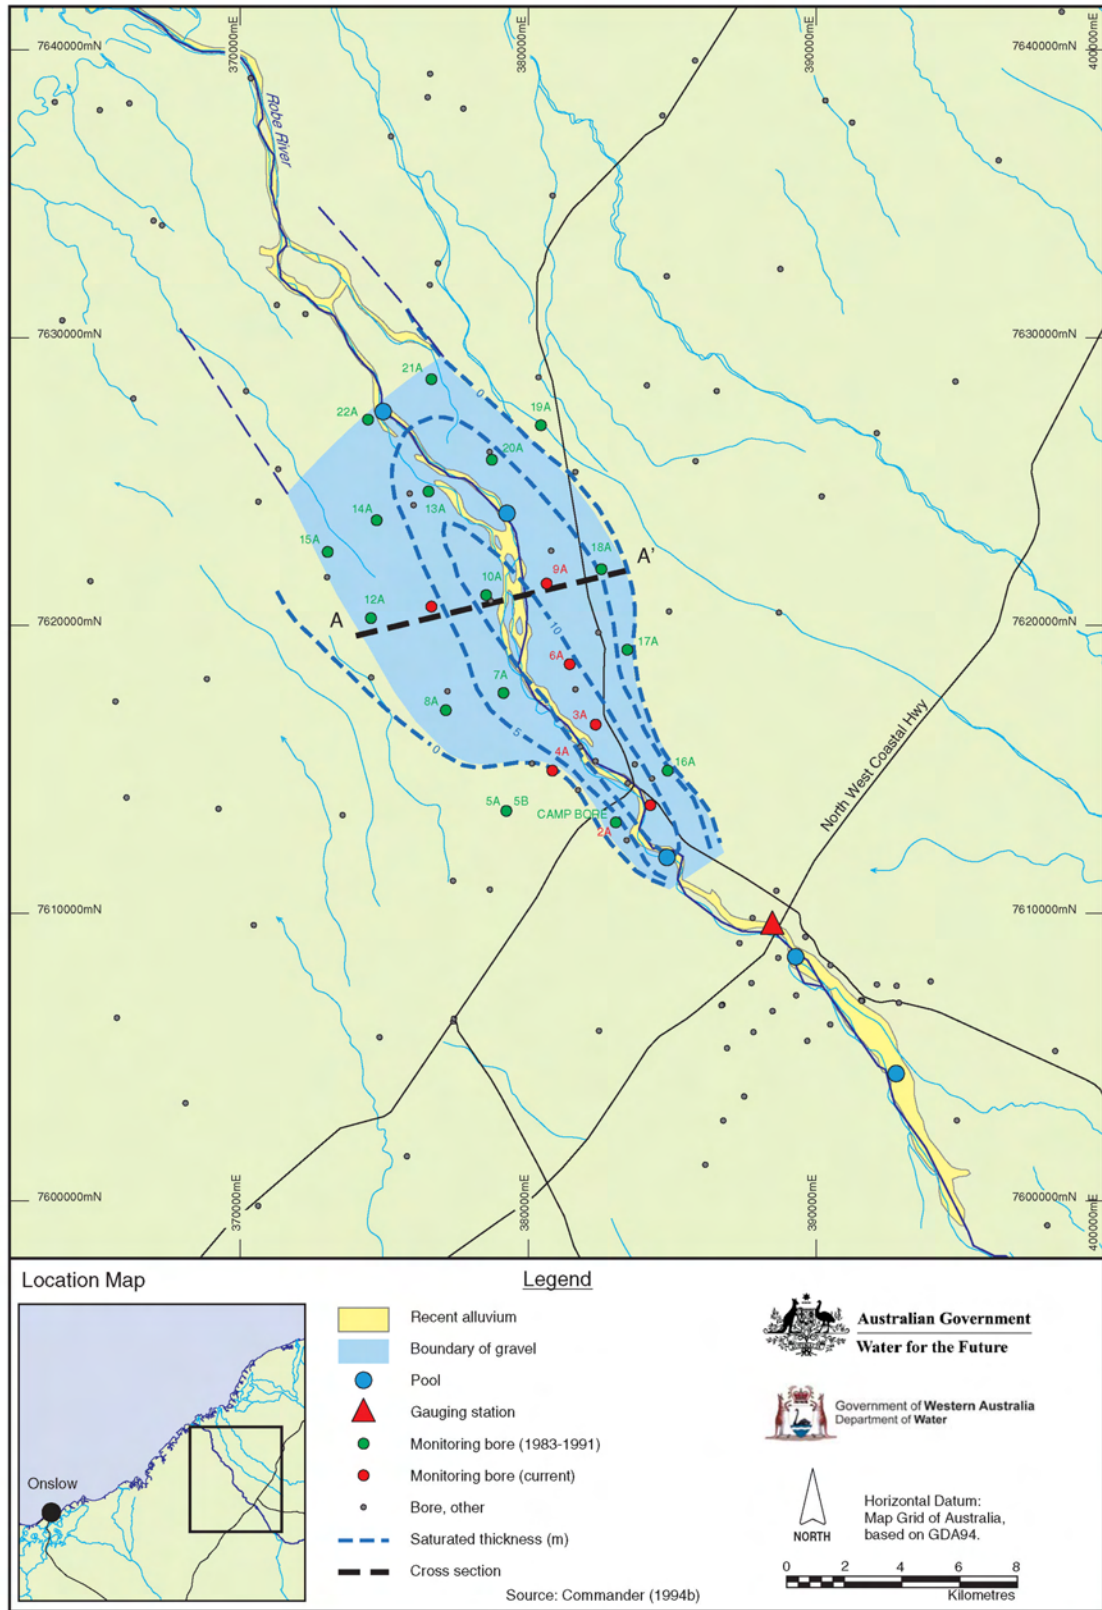 7640000mN
370000mE
380000mE
390000mE
7640000mN
400000mE
Robe River
7630000mN
7630000mN
21A
0
22A
19A
20A
13A
14A
15A
18A
A'
9A
10A
12A
A
7620000mN
10
7620000mN
17A
6A
7A
8A
3A
5
0
4A
16A
North West Coastal Hwy
5A
5B
CAMP BORE
2A
7610000mN
7610000mN
7600000mN
370000mE
380000mE
390000mE
7600000mN
400000mE
Location Map
Onslow
Legend
Recent alluvium
Boundary of gravel
Pool
Gauging station
Monitoring bore (1983-1991)
Monitoring bore (current)
Bore, other
Saturated thickness (m)
Cross section
Source: Commander (1994b)
Australian Government
Water for the Future
Government of Western Australia
Department of Water
NORTH
Horizontal Datum:
Map Grid of Australia,
based on GDA94.
0 2 4 6 8
Kilometres